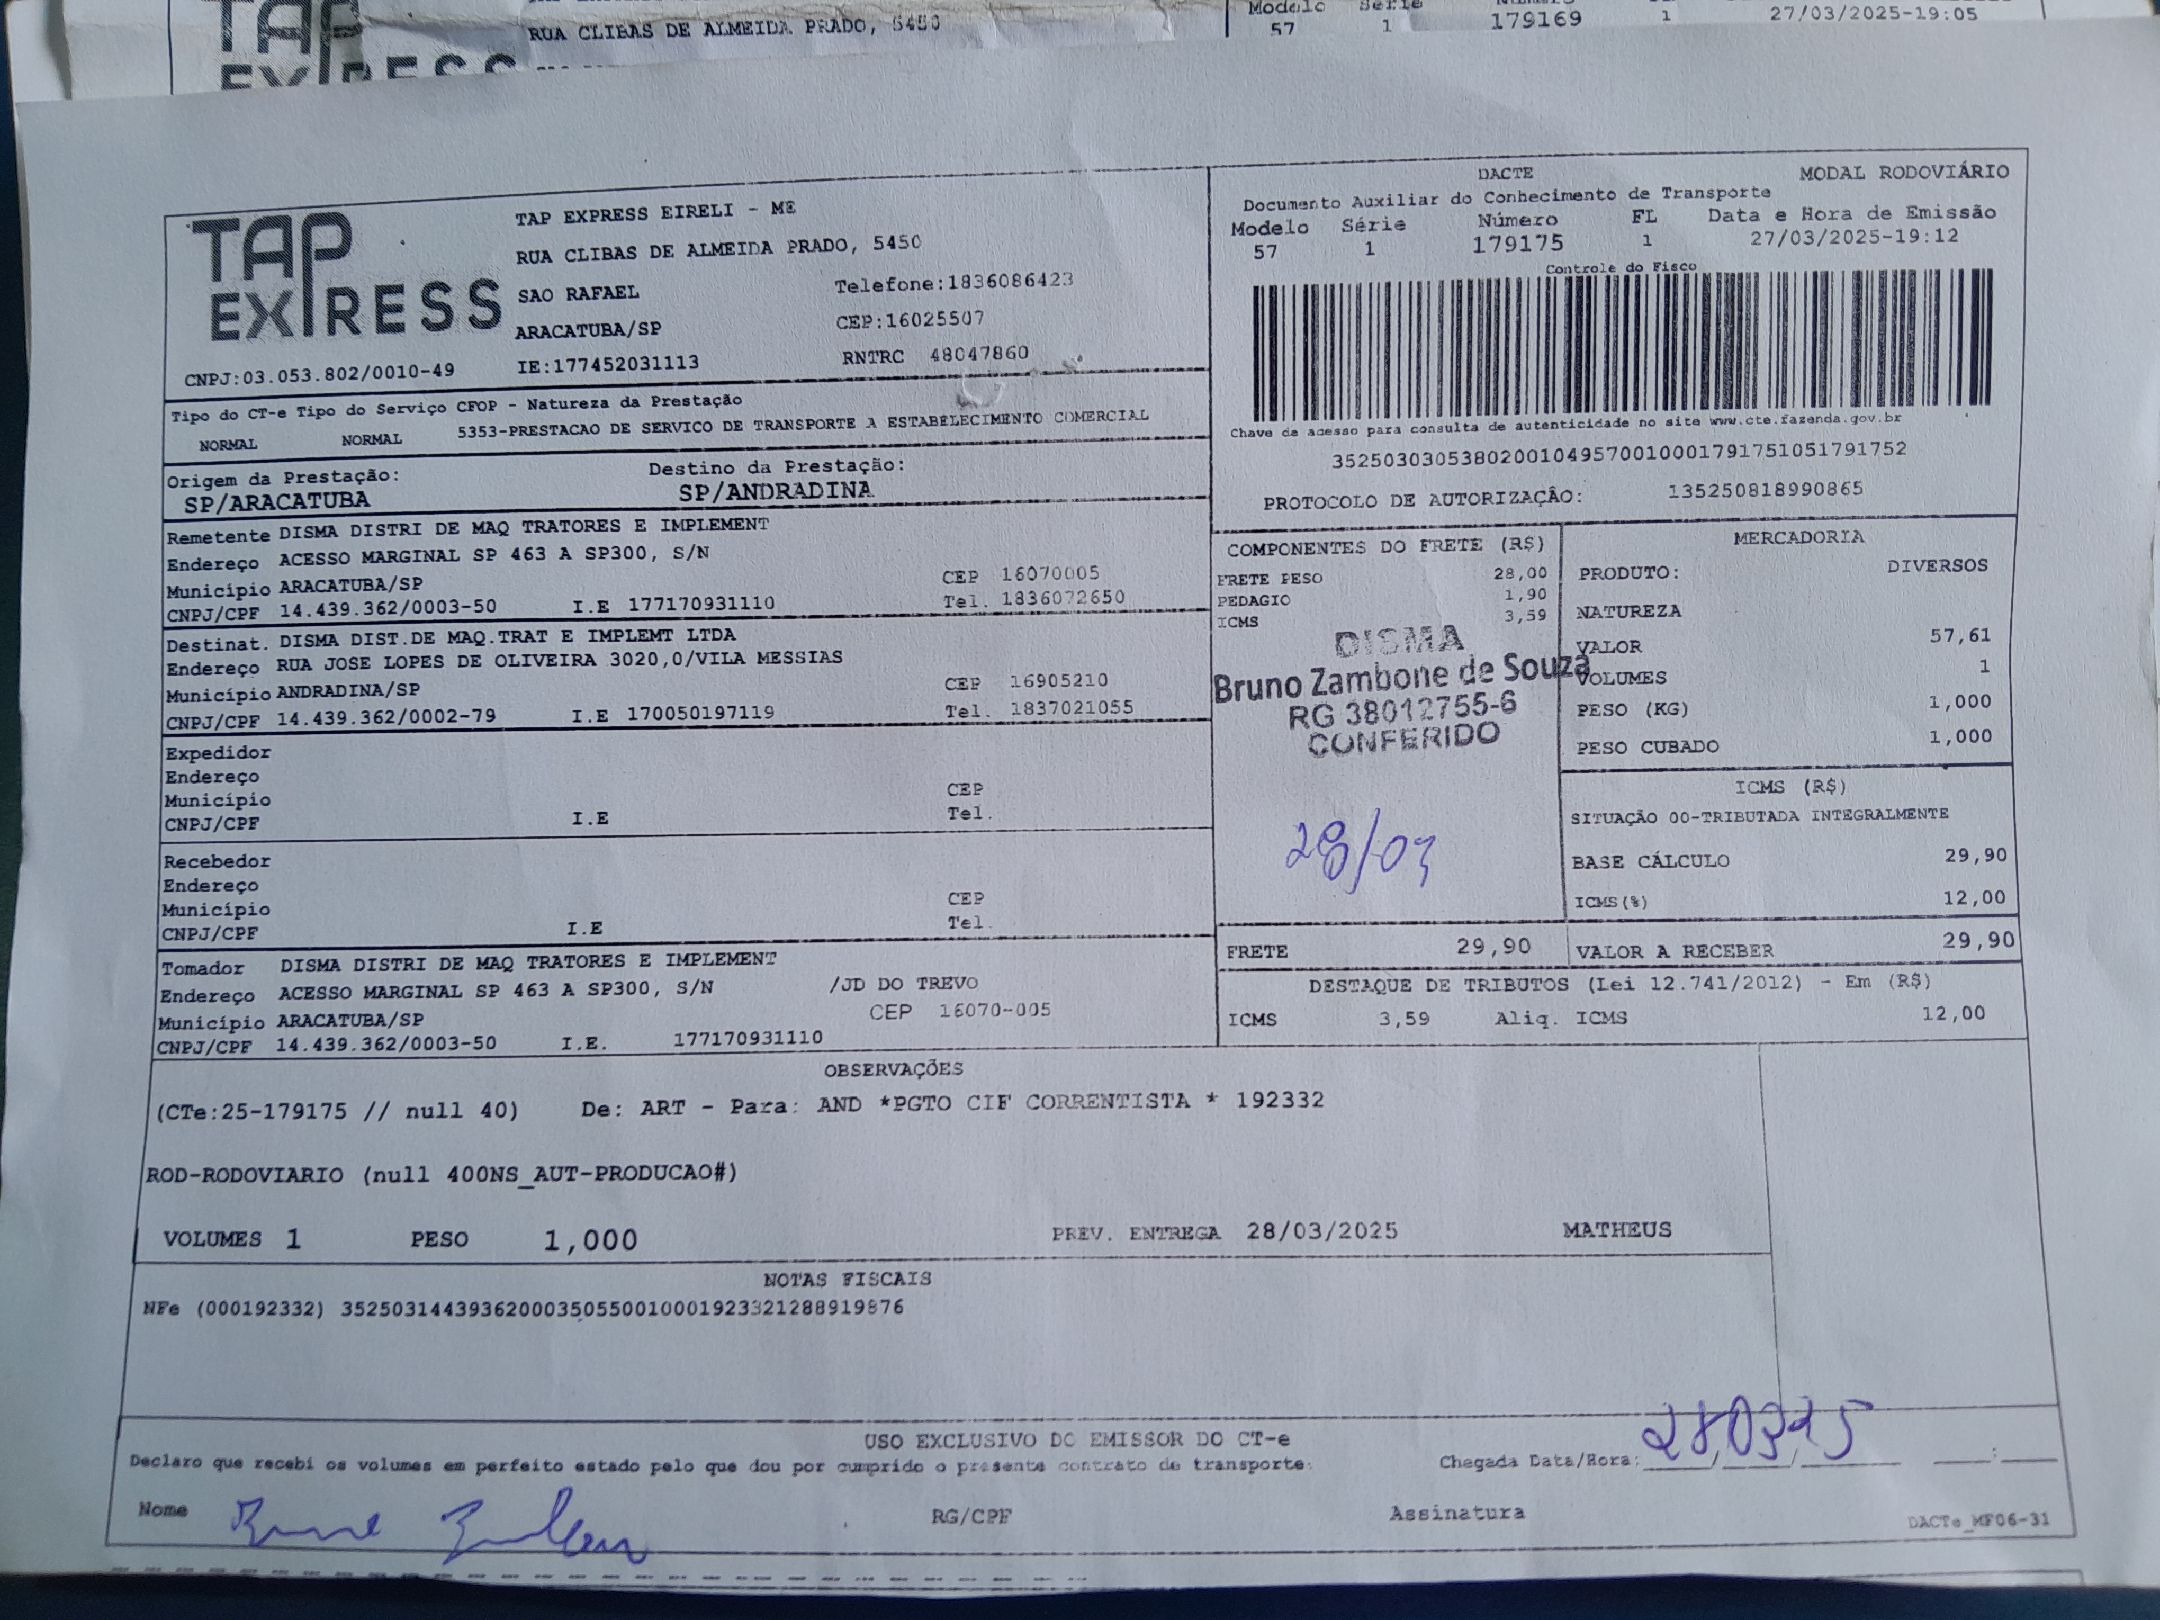 RUA CLIBAS DE ALMEIDA PRADO, 5450
Modelo Série
57 1 179169 1 27/03/2025-19:05
TAP EXPRESS
TAP EXPRESS EIRELI - ME
RUA CLIBAS DE ALMEIDA PRADO, 5450
SAO RAFAEL Telefone:1836086423
ARACATUBA/SP CEP:16025507
CNPJ:03.053.802/0010-49 IE:177452031113 RNTRC 48047860
DACTE MODAL RODOVIÁRIO
Documento Auxiliar do Conhecimento de Transporte
Modelo Série Número FL Data e Hora de Emissão
57 1 179175 1 27/03/2025-19:12
Controle do Fisco
Chave de acesso para consulta de autenticidade no site www.cte.fazenda.gov.br
35250303053802001049570010001791751051791752
PROTOCOLO DE AUTORIZAÇÃO: 135250818990865
Tipo do CT-e Tipo do Serviço CFOP - Natureza da Prestação
NORMAL NORMAL 5353-PRESTACAO DE SERVICO DE TRANSPORTE A ESTABELECIMENTO COMERCIAL
Origem da Prestação: Destino da Prestação:
SP/ARACATUBA SP/ANDRADINA
Remetente DISMA DISTRI DE MAQ TRATORES E IMPLEMENT
Endereço ACESSO MARGINAL SP 463 A SP300, S/N
Município ARACATUBA/SP CEP 16070005
CNPJ/CPF 14.439.362/0003-50 I.E 177170931110 Tel. 1836072650
Destinat. DISMA DIST.DE MAQ.TRAT E IMPLEMT LTDA
Endereço RUA JOSE LOPES DE OLIVEIRA 3020,0/VILA MESSIAS
Município ANDRADINA/SP CEP 16905210
CNPJ/CPF 14.439.362/0002-79 I.E 170050197119 Tel. 1837021055
Expedidor
Endereço
Município CEP
CNPJ/CPF I.E Tel.
Recebedor
Endereço
Município CEP
CNPJ/CPF I.E Tel.
Tomador DISMA DISTRI DE MAQ TRATORES E IMPLEMENT
Endereço ACESSO MARGINAL SP 463 A SP300, S/N /JD DO TREVO
Município ARACATUBA/SP CEP 16070-005
CNPJ/CPF 14.439.362/0003-50 I.E. 177170931110
COMPONENTES DO FRETE (R$)
FRETE PESO 28,00
PEDAGIO 1,90
ICMS 3,59
DISMA
Bruno Zambone de Souza
RG 38012755-6
CONFERIDO
28/03
MERCADORIA
PRODUTO: DIVERSOS
NATUREZA
VALOR 57,61
VOLUMES 1
PESO (KG) 1,000
PESO CUBADO 1,000
ICMS (R$)
SITUAÇÃO 00-TRIBUTADA INTEGRALMENTE
BASE CÁLCULO 29,90
ICMS(%) 12,00
FRETE 29,90 VALOR A RECEBER 29,90
DESTAQUE DE TRIBUTOS (Lei 12.741/2012) - Em (R$)
ICMS 3,59 Aliq. ICMS 12,00
OBSERVAÇÕES
(CTe:25-179175 // null 40) De: ART - Para: AND *PGTO CIF CORRENTISTA * 192332
ROD-RODOVIARIO (null 400NS_AUT-PRODUCAO#)
VOLUMES 1 PESO 1,000 PREV. ENTREGA 28/03/2025 MATHEUS
NOTAS FISCAIS
NFe (000192332) 35250314439362000350550010001923321288919876
USO EXCLUSIVO DO EMISSOR DO CT-e
Declaro que recebi os volumes em perfeito estado pelo que dou por cumprido o presente contrato de transporte. Chegada Data/Hora: 28/03/25
Nome RG/CPF Assinatura DACTe_MF06-31